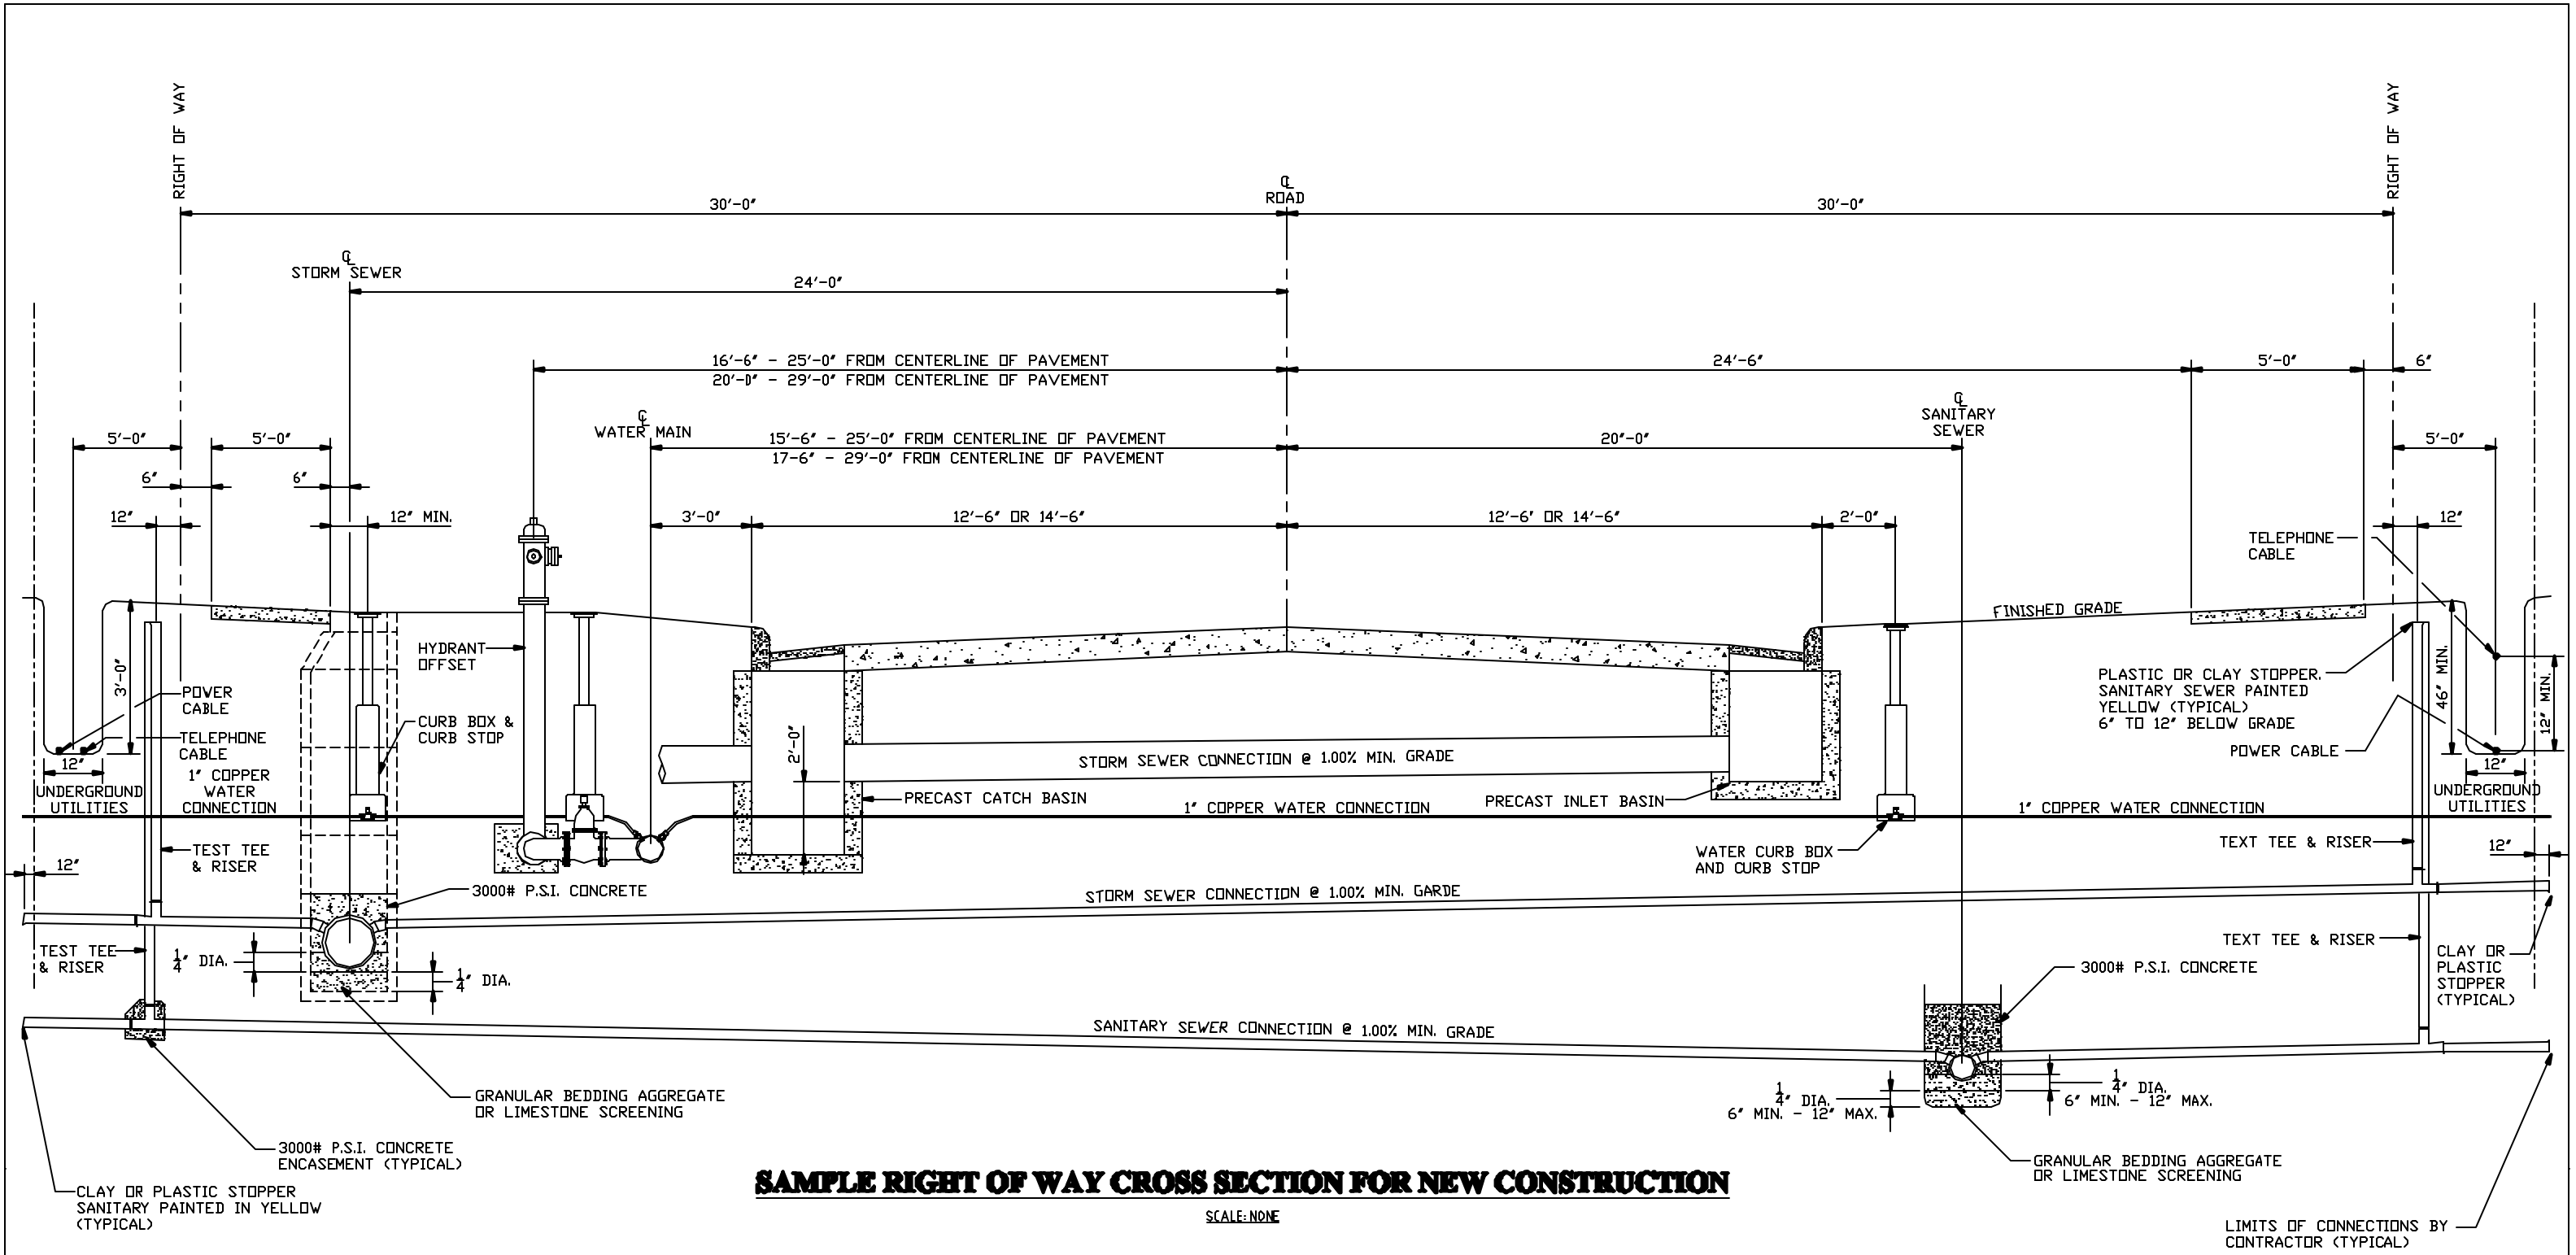 RIGHT OF WAY
RIGHT OF WAY
℄
ROAD
30'-0"
30'-0"
℄
STORM SEWER
24'-0"
16'-6" - 25'-0" FROM CENTERLINE OF PAVEMENT
20'-0" - 29'-0" FROM CENTERLINE OF PAVEMENT
24'-6"
5'-0"
6"
℄
WATER MAIN
℄
SANITARY
SEWER
5'-0"
5'-0"
15'-6" - 25'-0" FROM CENTERLINE OF PAVEMENT
17-6" - 29'-0" FROM CENTERLINE OF PAVEMENT
20"-0"
5'-0"
6"
6"
12"
12" MIN.
3'-0"
12'-6" OR 14'-6"
12'-6' OR 14'-6"
2'-0"
12"
TELEPHONE
CABLE
FINISHED GRADE
HYDRANT
OFFSET
3'-0"
POWER
CABLE
CURB BOX &
CURB STOP
TELEPHONE
CABLE
12"
UNDERGROUND
UTILITIES
1" COPPER
WATER
CONNECTION
2'-0"
STORM SEWER CONNECTION @ 1.00% MIN. GRADE
PRECAST CATCH BASIN
1" COPPER WATER CONNECTION
PRECAST INLET BASIN
PLASTIC OR CLAY STOPPER.
SANITARY SEWER PAINTED
YELLOW (TYPICAL)
6" TO 12" BELOW GRADE
46" MIN.
12" MIN.
POWER CABLE
12"
UNDERGROUND
UTILITIES
1" COPPER WATER CONNECTION
TEST TEE
& RISER
12"
WATER CURB BOX
AND CURB STOP
TEXT TEE & RISER
12"
3000# P.S.I. CONCRETE
STORM SEWER CONNECTION @ 1.00% MIN. GARDE
TEST TEE
& RISER
1/4" DIA.
1/4" DIA.
TEXT TEE & RISER
3000# P.S.I. CONCRETE
CLAY OR
PLASTIC
STOPPER
(TYPICAL)
SANITARY SEWER CONNECTION @ 1.00% MIN. GRADE
GRANULAR BEDDING AGGREGATE
OR LIMESTONE SCREENING
1/4" DIA.
6" MIN. - 12" MAX.
1/4" DIA.
6" MIN. - 12" MAX.
3000# P.S.I. CONCRETE
ENCASEMENT (TYPICAL)
GRANULAR BEDDING AGGREGATE
OR LIMESTONE SCREENING
CLAY OR PLASTIC STOPPER
SANITARY PAINTED IN YELLOW
(TYPICAL)
SAMPLE RIGHT OF WAY CROSS SECTION FOR NEW CONSTRUCTION
SCALE: NONE
LIMITS OF CONNECTIONS BY
CONTRACTOR (TYPICAL)